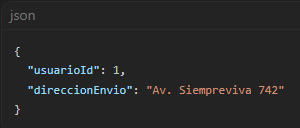 json
{
  "usuarioId": 1,
  "direccionEnvio": "Av. Siempreviva 742"
}